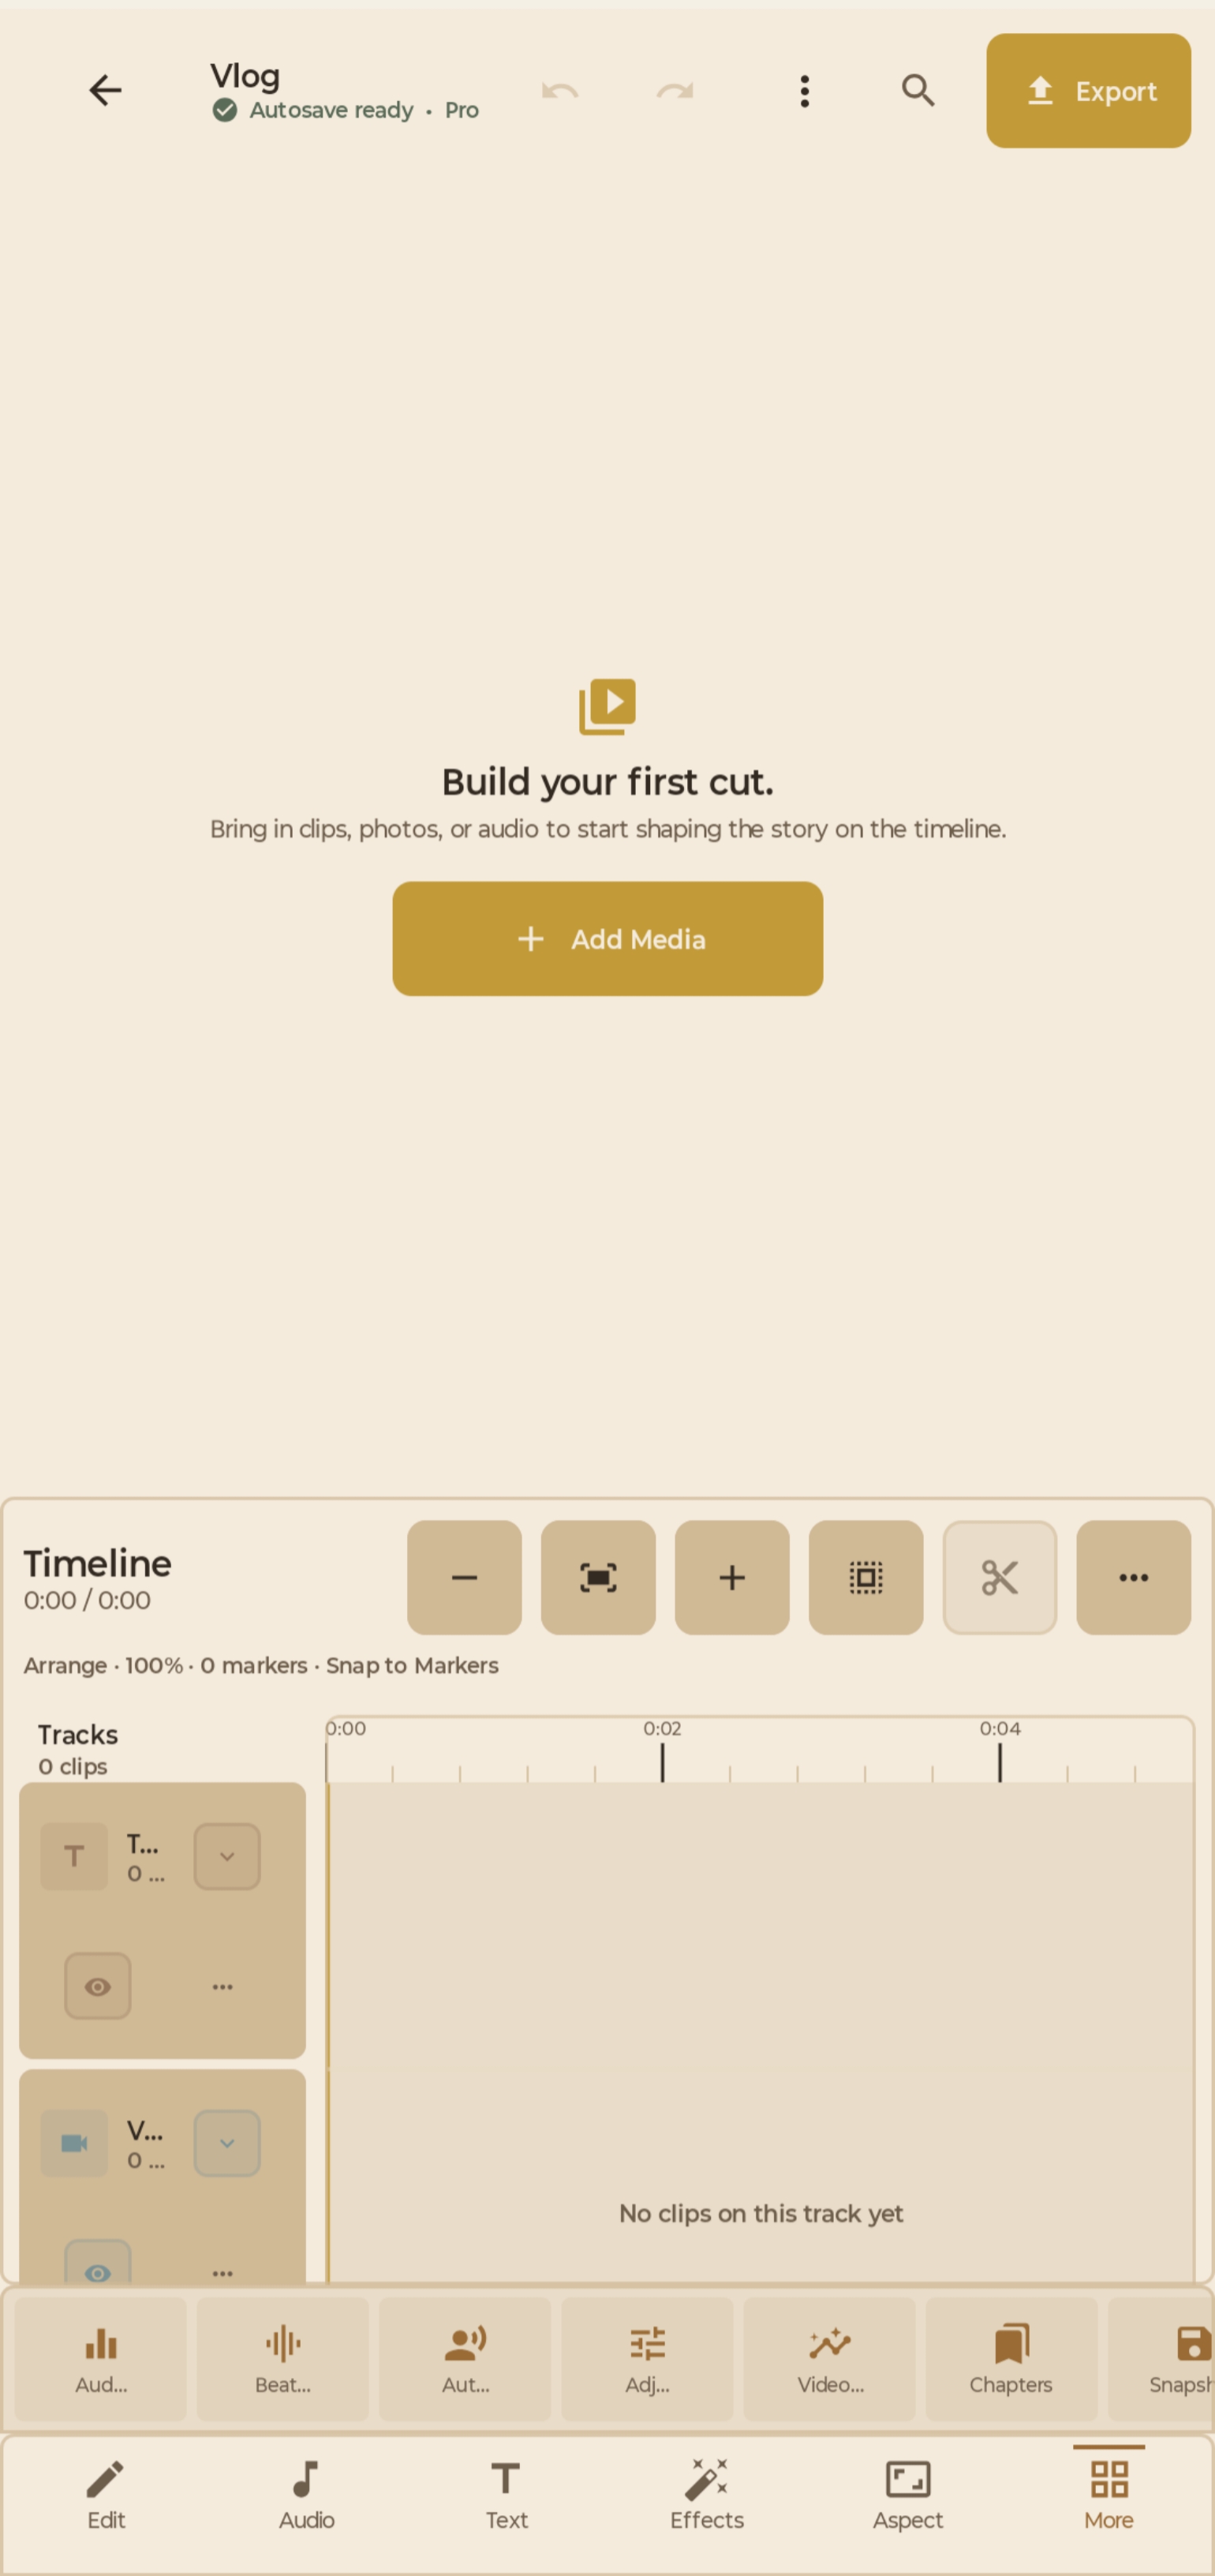 Vlog
Autosave ready • Pro
Export
Build your first cut.
Bring in clips, photos, or audio to start shaping the story on the timeline.
Add Media
Timeline
0:00 / 0:00
Arrange · 100% · 0 markers · Snap to Markers
Tracks
0 clips
0:00
0:02
0:04
T...
0 ...
V...
0 ...
No clips on this track yet
Aud...
Beat...
Aut...
Adj...
Video...
Chapters
Edit
Audio
Text
Effects
Aspect
More